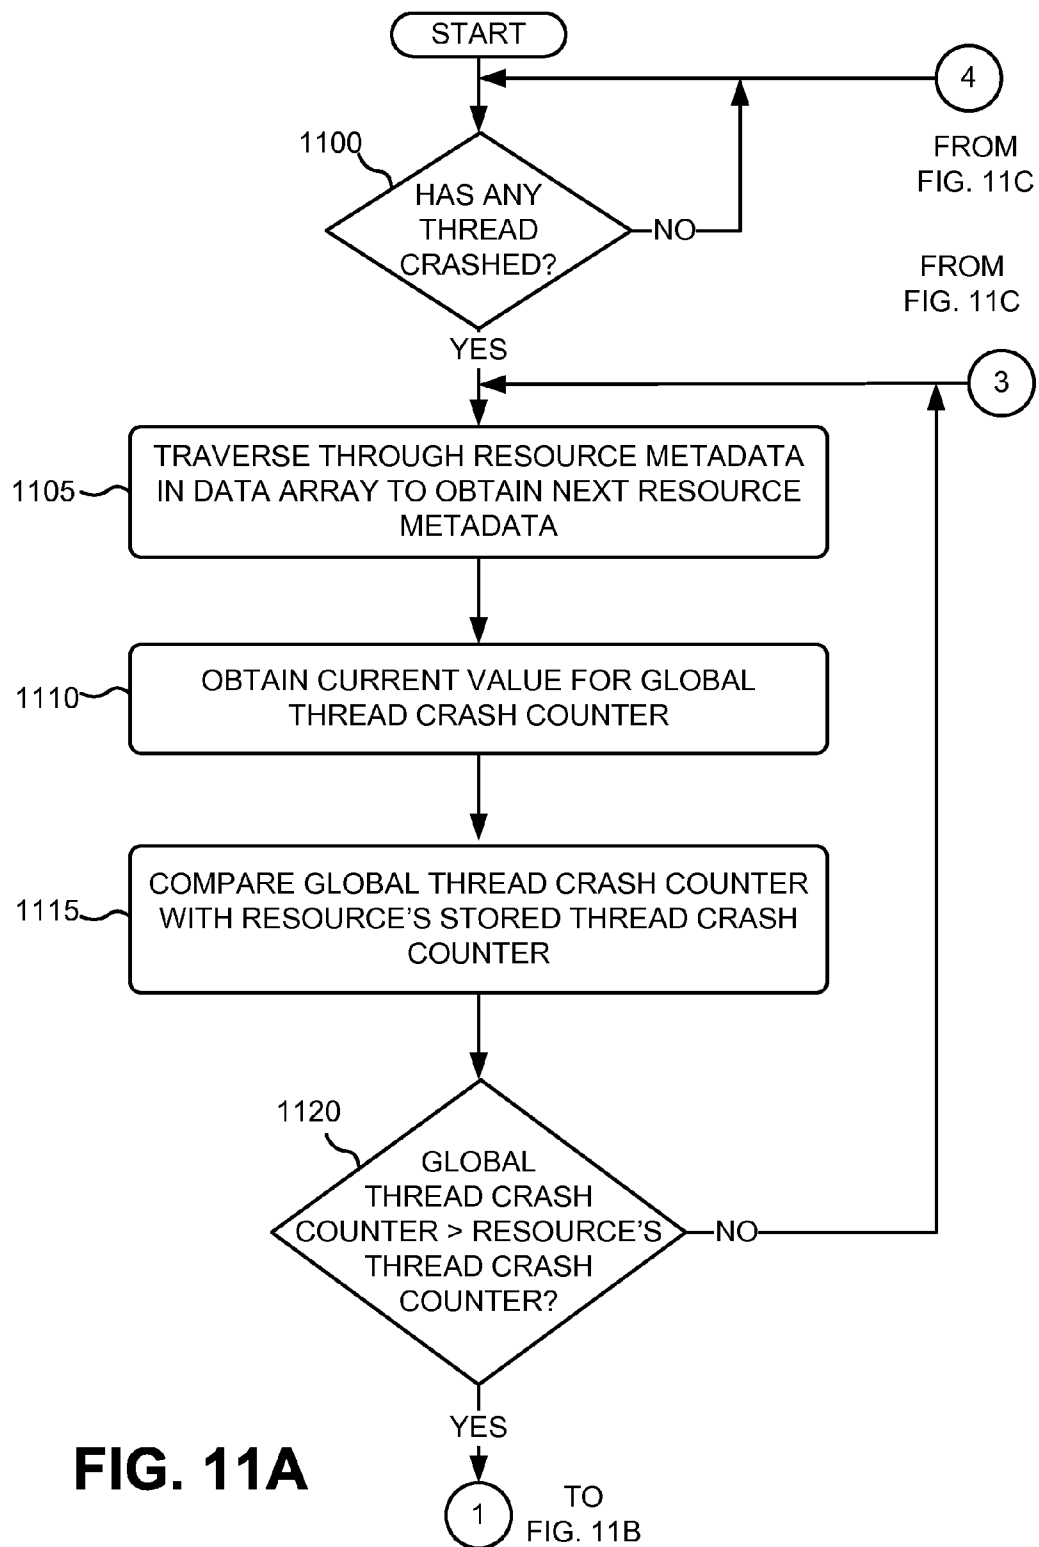 START
4
FROM
FIG. 11C
1100
HAS ANY
THREAD
CRASHED?
NO
FROM
FIG. 11C
YES
3
1105
TRAVERSE THROUGH RESOURCE METADATA
IN DATA ARRAY TO OBTAIN NEXT RESOURCE
METADATA
1110
OBTAIN CURRENT VALUE FOR GLOBAL
THREAD CRASH COUNTER
1115
COMPARE GLOBAL THREAD CRASH COUNTER
WITH RESOURCE'S STORED THREAD CRASH
COUNTER
1120
GLOBAL
THREAD CRASH
COUNTER > RESOURCE'S
THREAD CRASH
COUNTER?
NO
YES
FIG. 11A
1
TO
FIG. 11B